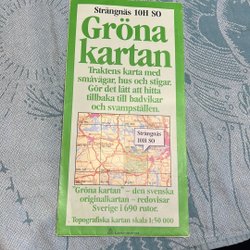 Strängnäs 10H SO
Gröna
kartan
Traktens karta med
småvägar, hus och stigar.
Gör det lätt att hitta
tillbaka till badvikar
och svampställen.
Strängnäs
10H SO
"Gröna kartan" – den svenska
originalkartan – redovisar
Sverige i 690 rutor.
Topografiska kartan skala 1:50 000